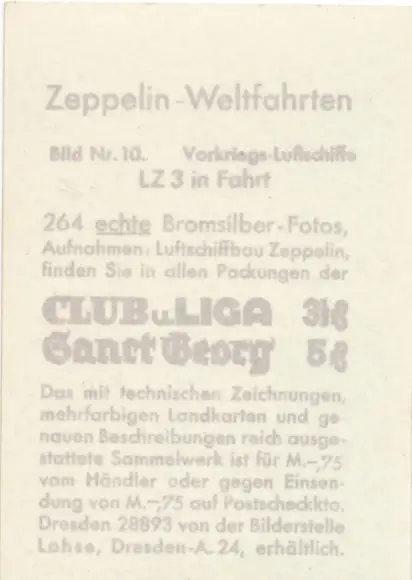 Zeppelin-Weltfahrten
Bild Nr. 10. Vorkriegs-Luftschiffe
LZ 3 in Fahrt
264 echte Bromsilber-Fotos,
Aufnahmen: Luftschiffbau Zeppelin,
finden Sie in allen Packungen der
CLUB u. LIGA 3⅓ ₰
Sanct Georg 5 ₰
Das mit technischen Zeichnungen,
mehrfarbigen Landkarten und ge-
nauen Beschreibungen reich ausge-
stattete Sammelwerk ist für M.-,75
vom Händler oder gegen Einsen-
dung von M.-,75 auf Postscheckkto.
Dresden 28893 von der Bilderstelle
Lohse, Dresden-A. 24, erhältlich.